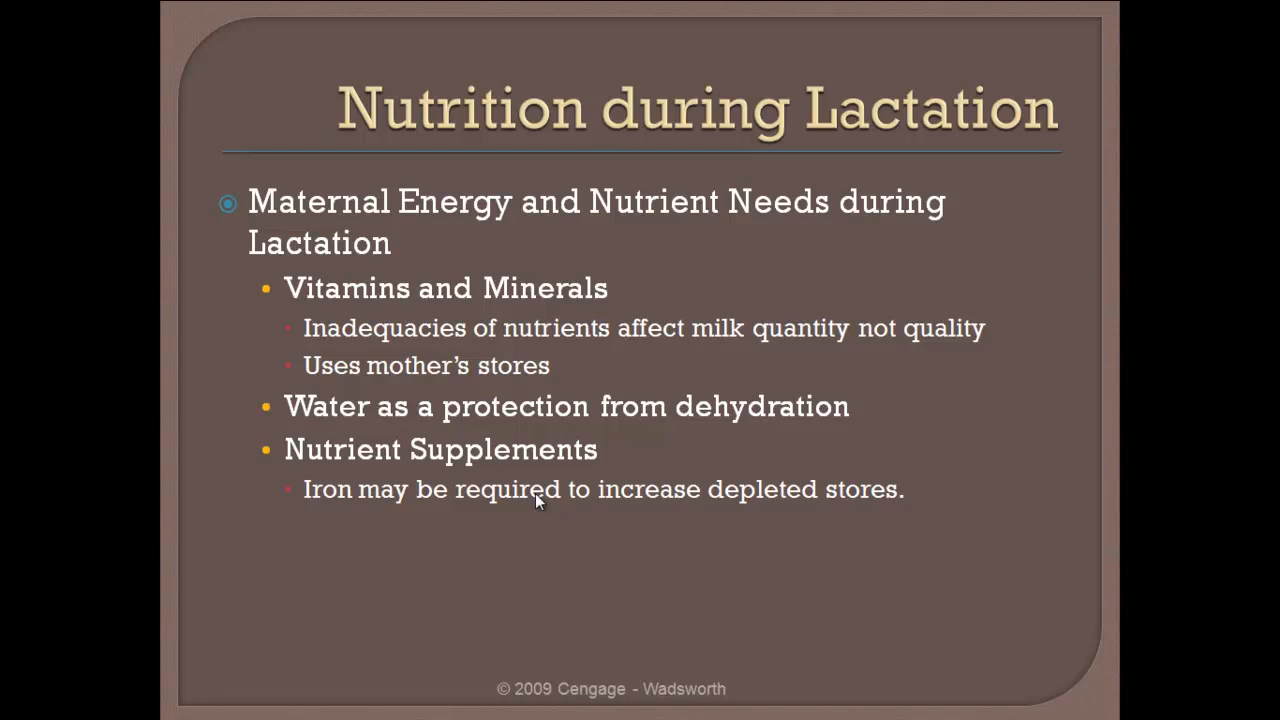 Nutrition during Lactation
Maternal Energy and Nutrient Needs during
Lactation
Vitamins and Minerals
Inadequacies of nutrients affect milk quantity not quality
Uses mother's stores
Water as a protection from dehydration
Nutrient Supplements
Iron may be required to increase depleted stores.
© 2009 Cengage - Wadsworth